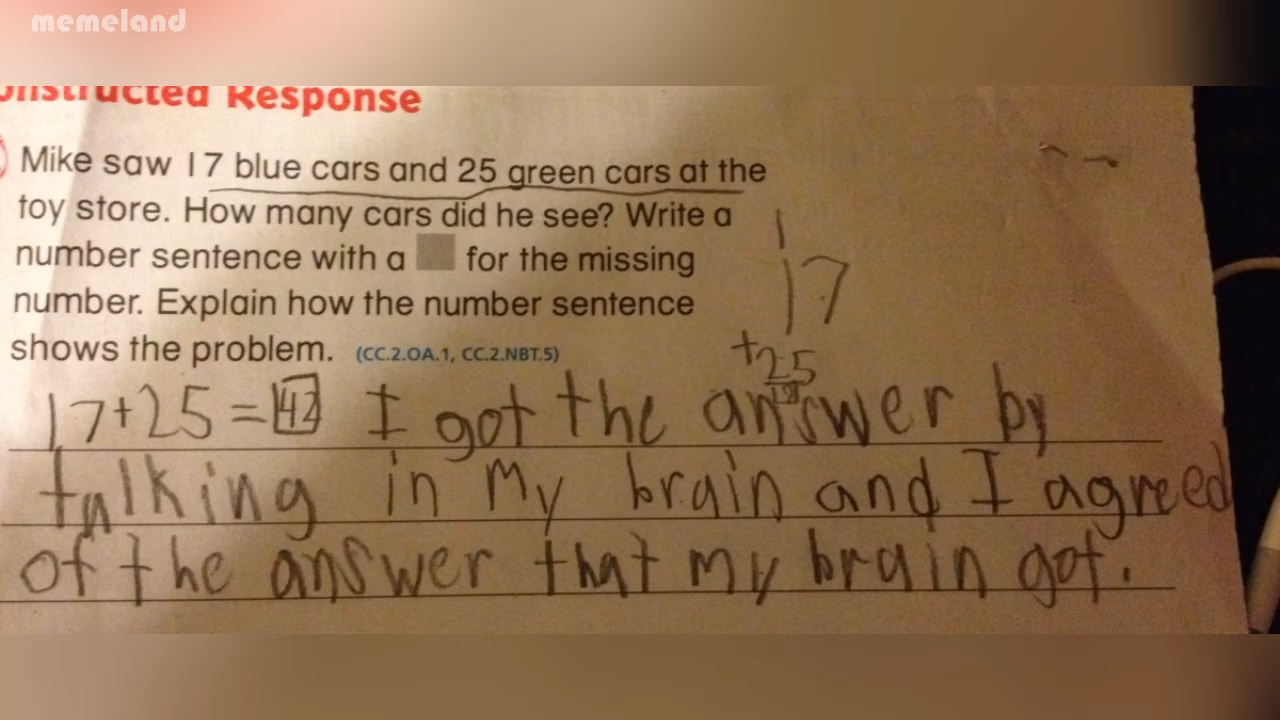 memeland
onstructed Response
Mike saw 17 blue cars and 25 green cars at the
toy store. How many cars did he see? Write a
number sentence with a for the missing
number. Explain how the number sentence
shows the problem. (CC.2.OA.1, CC.2.NBT.5)
1
17
+25
17+25=42 I got the answer by
talking in my brain and I agreed
of the answer that my brain got.